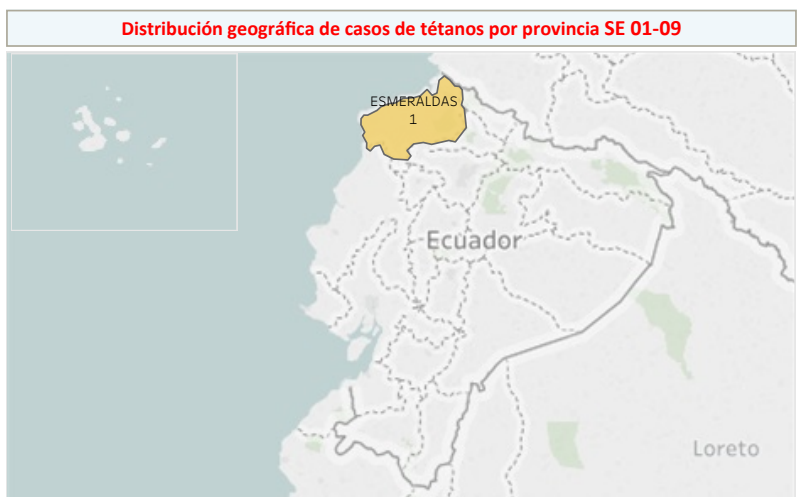 Distribución geográfica de casos de tétanos por provincia SE 01-09
ESMERALDAS
1
Ecuador
Loreto